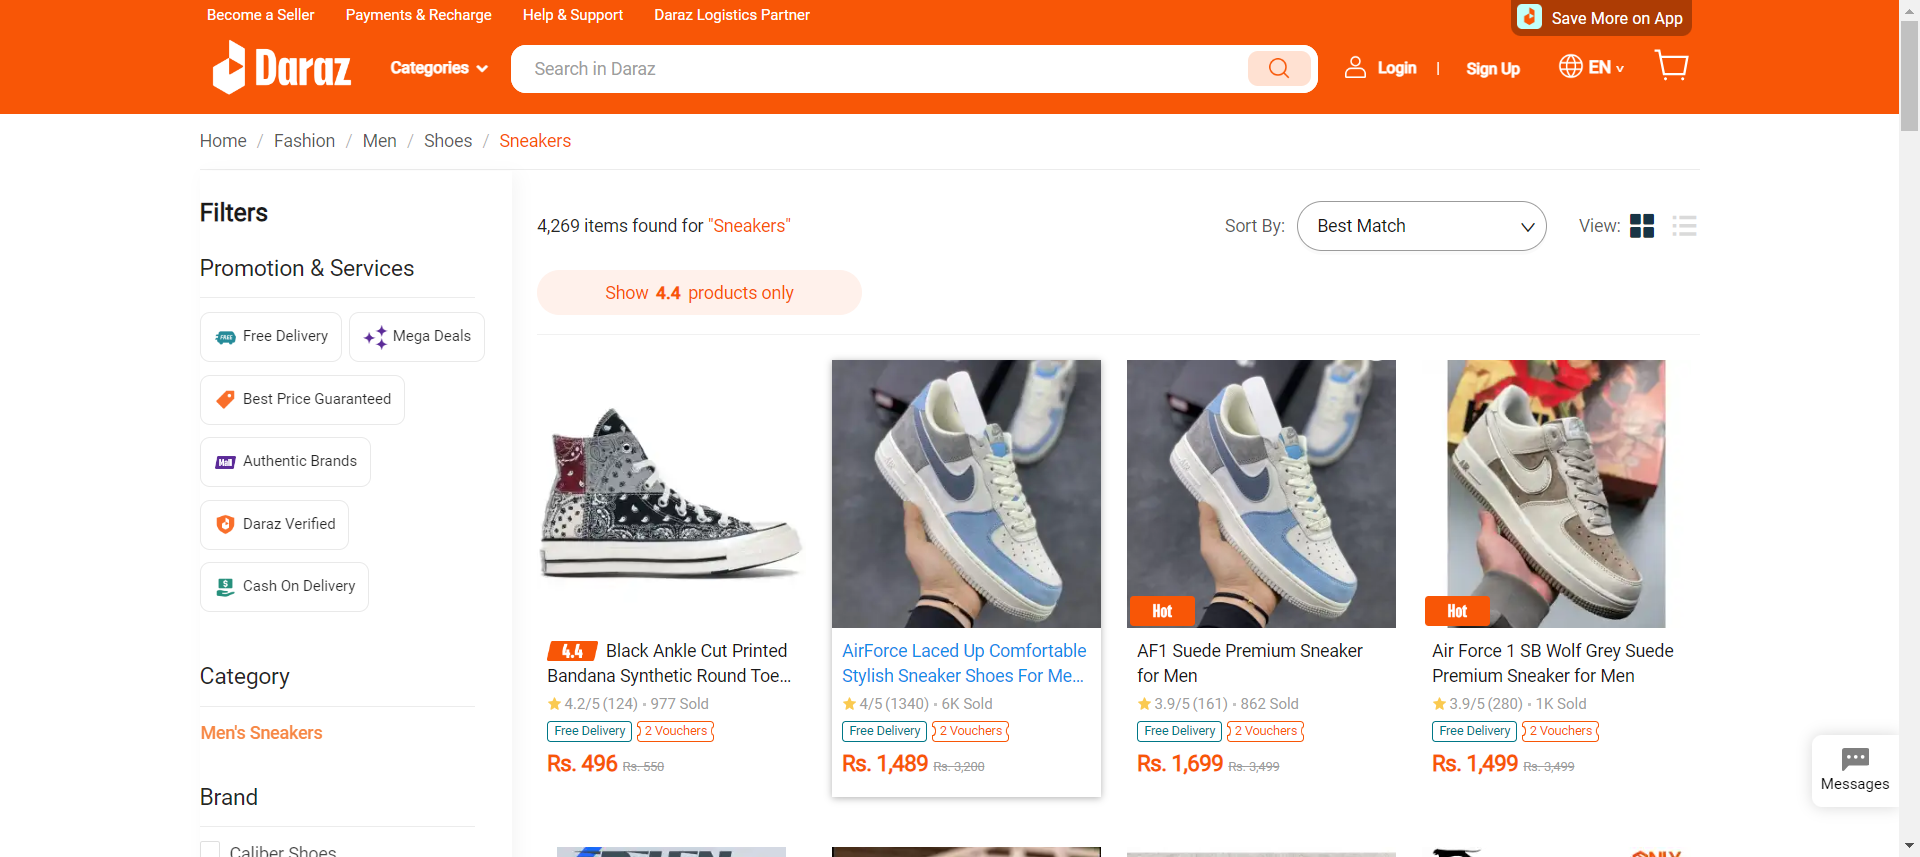 Become a Seller
Payments & Recharge
Help & Support
Daraz Logistics Partner
Save More on App
Daraz
Categories
Search in Daraz
Login
|
Sign Up
EN
Home / Fashion / Men / Shoes / Sneakers
Filters
Promotion & Services
FREE Free Delivery
Mega Deals
Best Price Guaranteed
Mall Authentic Brands
Daraz Verified
Cash On Delivery
Category
Men's Sneakers
Brand
Caliber Shoes
4,269 items found for "Sneakers"
Sort By:
Best Match
View:
Show 4.4 products only
4.4 Black Ankle Cut Printed
Bandana Synthetic Round Toe...
4.2/5 (124) • 977 Sold
Free Delivery
2 Vouchers
Rs. 496 Rs. 550
AirForce Laced Up Comfortable
Stylish Sneaker Shoes For Me...
4/5 (1340) • 6K Sold
Free Delivery
2 Vouchers
Rs. 1,489 Rs. 3,200
Hot
AF1 Suede Premium Sneaker
for Men
3.9/5 (161) • 862 Sold
Free Delivery
2 Vouchers
Rs. 1,699 Rs. 3,499
Hot
Air Force 1 SB Wolf Grey Suede
Premium Sneaker for Men
3.9/5 (280) • 1K Sold
Free Delivery
2 Vouchers
Rs. 1,499 Rs. 3,499
Messages